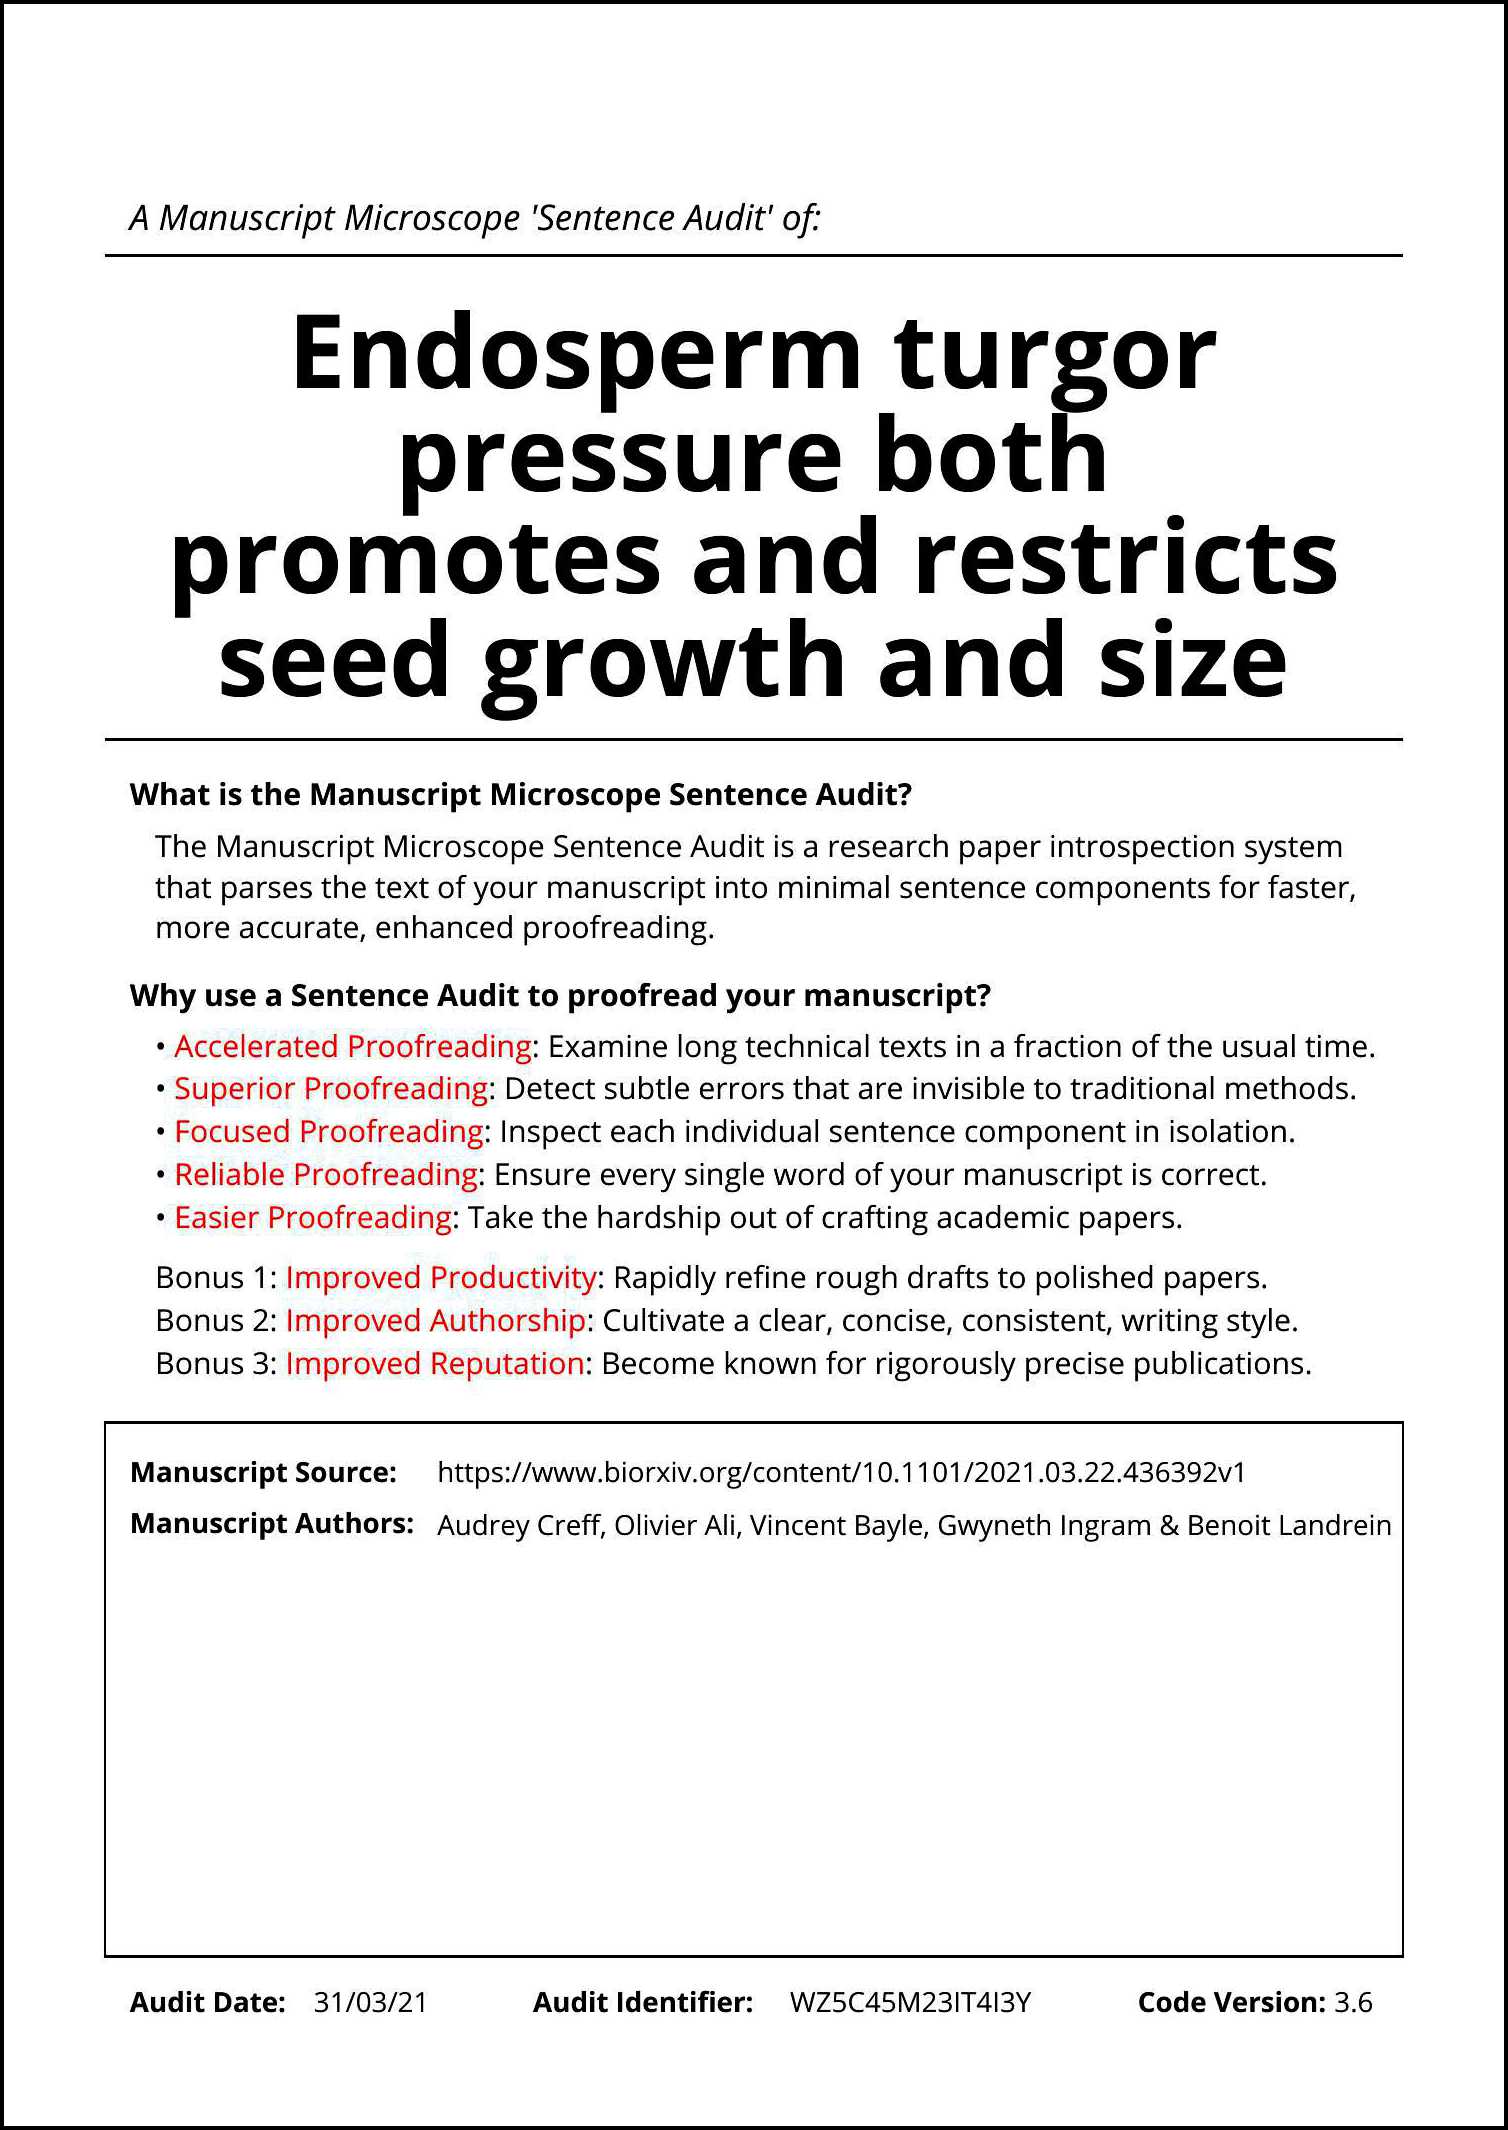 A Manuscript Microscope 'Sentence Audit' of:
Endosperm turgor
pressure both
promotes and restricts
seed growth and size
What is the Manuscript Microscope Sentence Audit?
The Manuscript Microscope Sentence Audit is a research paper introspection system
that parses the text of your manuscript into minimal sentence components for faster,
more accurate, enhanced proofreading.
Why use a Sentence Audit to proofread your manuscript?
• Accelerated Proofreading: Examine long technical texts in a fraction of the usual time.
• Superior Proofreading: Detect subtle errors that are invisible to traditional methods.
• Focused Proofreading: Inspect each individual sentence component in isolation.
• Reliable Proofreading: Ensure every single word of your manuscript is correct.
• Easier Proofreading: Take the hardship out of crafting academic papers.
Bonus 1: Improved Productivity: Rapidly refine rough drafts to polished papers.
Bonus 2: Improved Authorship: Cultivate a clear, concise, consistent, writing style.
Bonus 3: Improved Reputation: Become known for rigorously precise publications.
Manuscript Source: https://www.biorxiv.org/content/10.1101/2021.03.22.436392v1
Manuscript Authors: Audrey Creff, Olivier Ali, Vincent Bayle, Gwyneth Ingram & Benoit Landrein
Audit Date: 31/03/21 Audit Identifier: WZ5C45M23IT4I3Y Code Version: 3.6